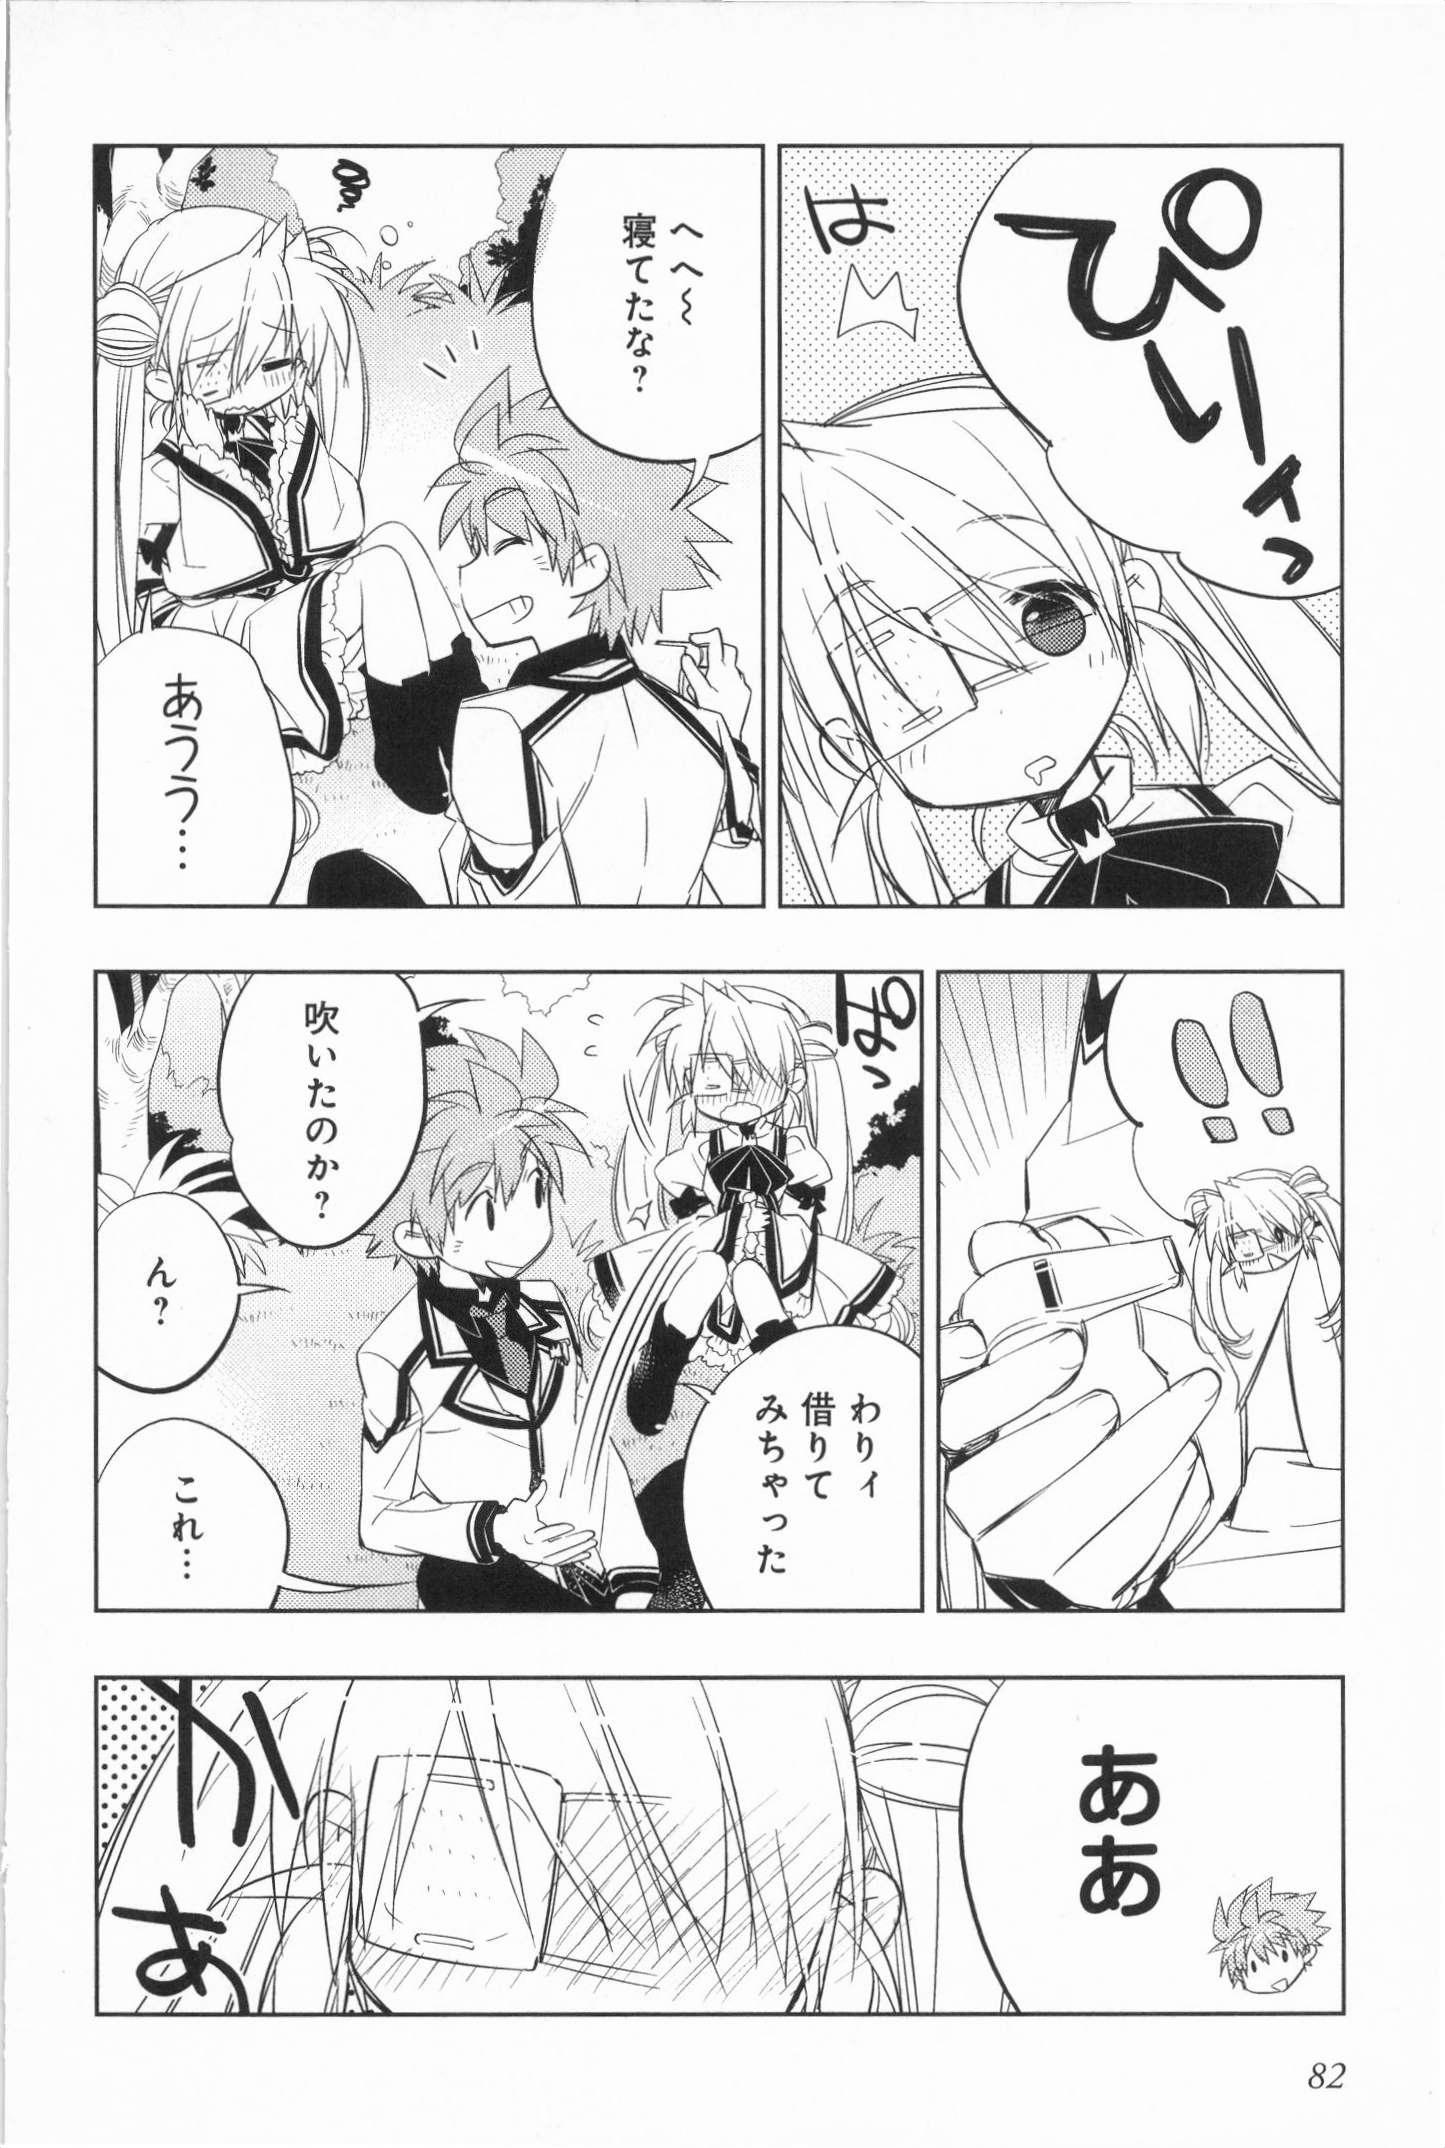 ぴぃーィっ
は
へへ〜
寝てたな？
あうう…
!!
ぱっ
わりィ
借りて
みちゃった
吹いたのか？
ん？
これ…
ああ
かぁ
82